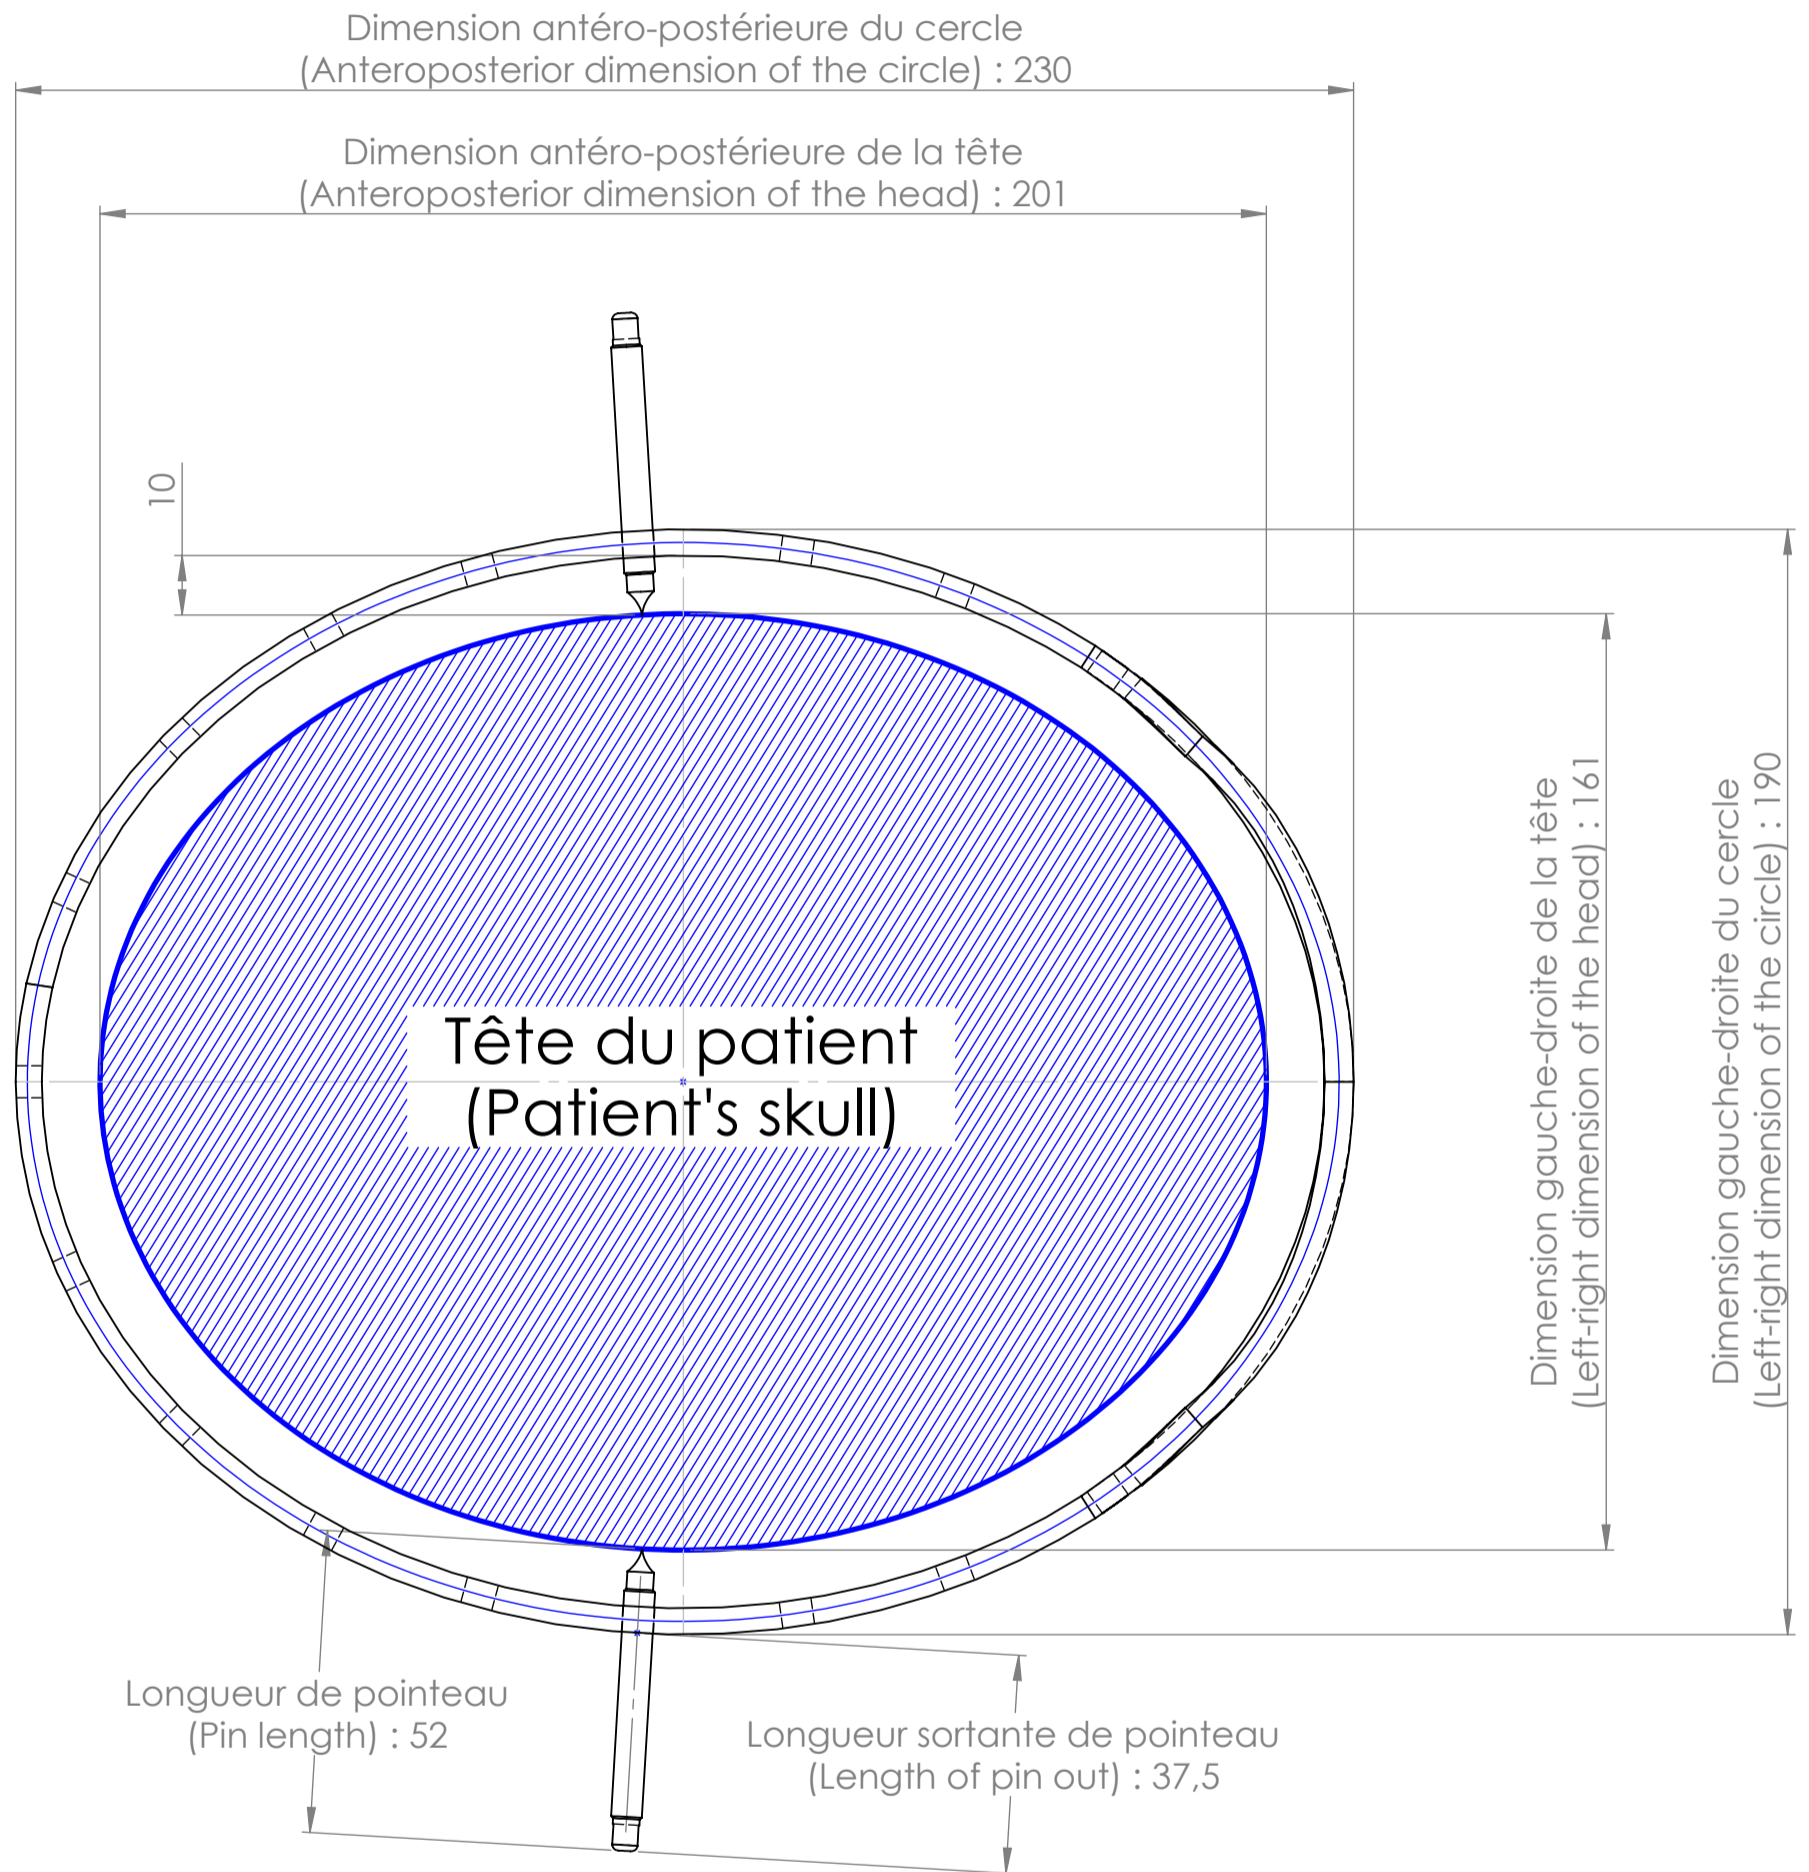 Dimension antéro-postérieure du cercle
(Anteroposterior dimension of the circle) : 230
Dimension antéro-postérieure de la tête
(Anteroposterior dimension of the head) : 201
10
Tête du patient
(Patient's skull)
Dimension gauche-droite de la tête
(Left-right dimension of the head) : 161
Dimension gauche-droite du cercle
(Left-right dimension of the circle) : 190
Longueur de pointeau
(Pin length) : 52
Longueur sortante de pointeau
(Length of pin out) : 37,5